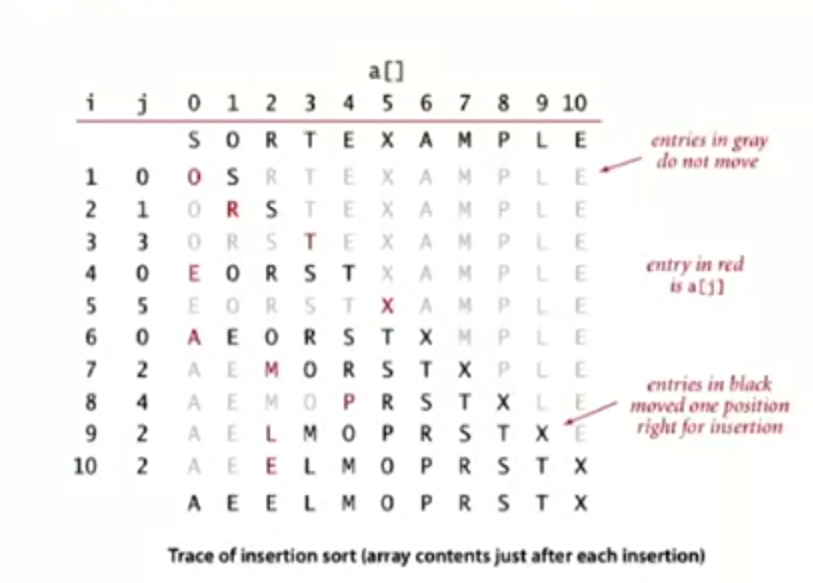 a[]
i j 0 1 2 3 4 5 6 7 8 9 10
S O R T E X A M P L E
entries in gray
do not move
1 0 O S R T E X A M P L E
2 1 O R S T E X A M P L E
3 3 O R S T E X A M P L E
4 0 E O R S T X A M P L E
entry in red
is a[j]
5 5 E O R S T X A M P L E
6 0 A E O R S T X M P L E
7 2 A E M O R S T X P L E
8 4 A E M O P R S T X L E
entries in black
moved one position
right for insertion
9 2 A E L M O P R S T X E
10 2 A E E L M O P R S T X
A E E L M O P R S T X
Trace of insertion sort (array contents just after each insertion)